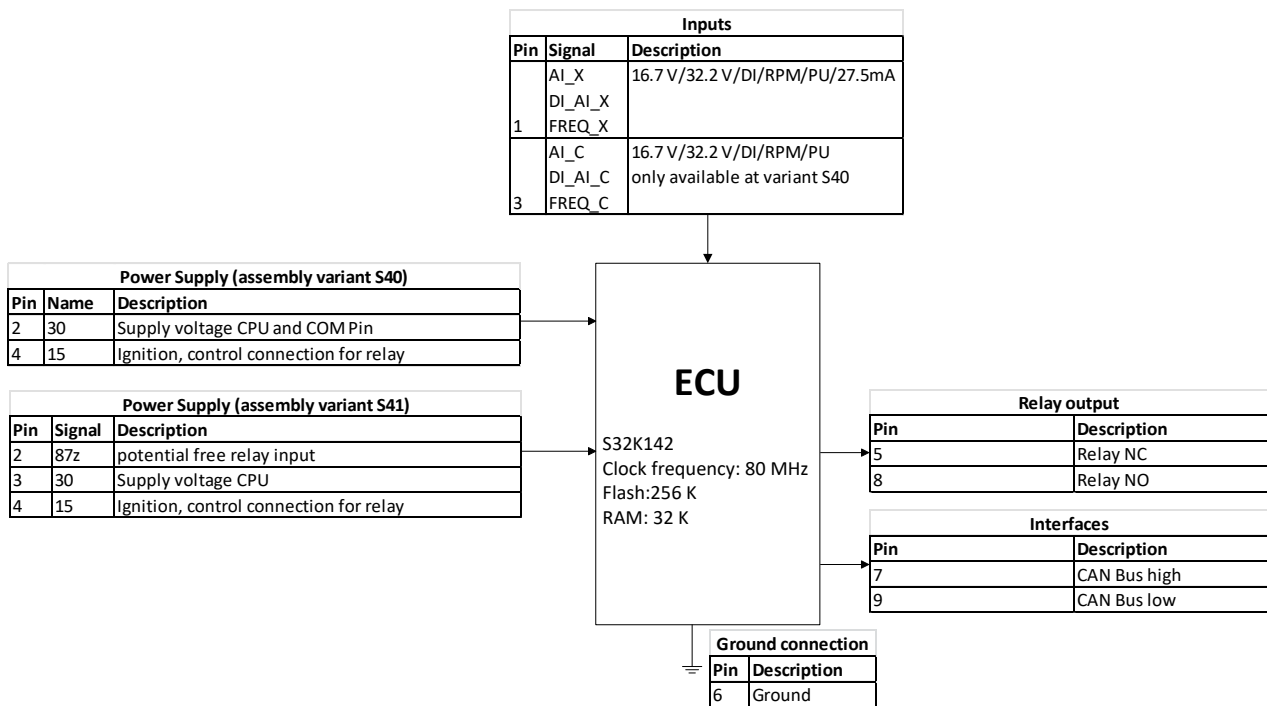 Inputs
Pin Signal Description
AI_X 16.7 V/32.2 V/DI/RPM/PU/27.5mA
DI_AI_X
1 FREQ_X
AI_C 16.7 V/32.2 V/DI/RPM/PU
DI_AI_C only available at variant S40
3 FREQ_C
Power Supply (assembly variant S40)
Pin Name Description
2 30 Supply voltage CPU and COM Pin
4 15 Ignition, control connection for relay
Power Supply (assembly variant S41)
Pin Signal Description
2 87z potential free relay input
3 30 Supply voltage CPU
4 15 Ignition, control connection for relay
ECU
S32K142
Clock frequency: 80 MHz
Flash:256 K
RAM: 32 K
Relay output
Pin Description
5 Relay NC
8 Relay NO
Interfaces
Pin Description
7 CAN Bus high
9 CAN Bus low
Ground connection
Pin Description
6 Ground